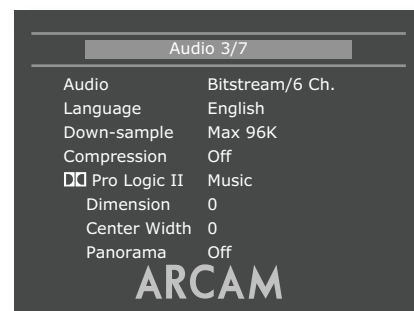 Audio 3/7
Audio Bitstream/6 Ch.
Language English
Down-sample Max 96K
Compression Off
Pro Logic II Music
Dimension 0
Center Width 0
Panorama Off
ARCAM